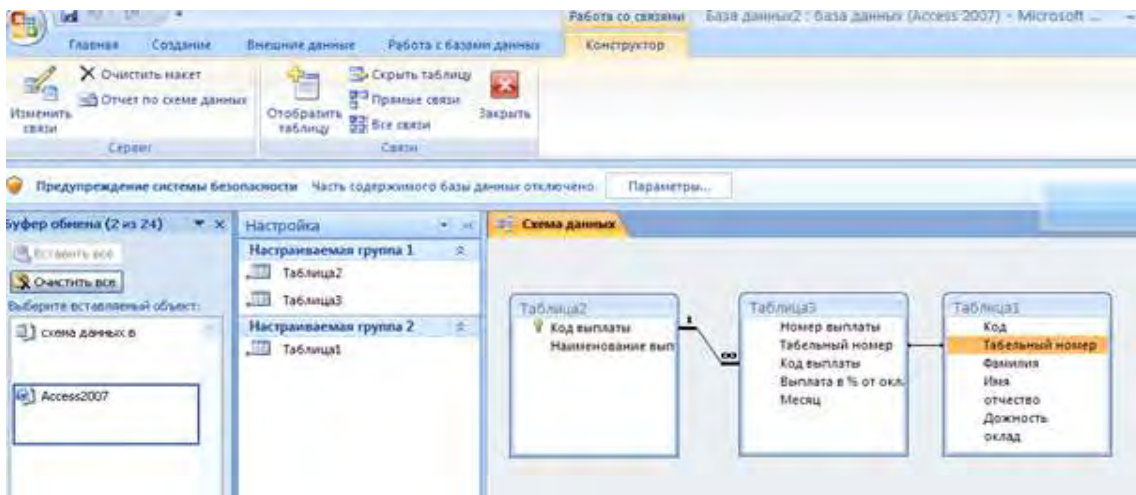 Работа со связями База данных2 : база данных (Access 2007) - Microsoft ...
Главная Создание Внешние данные Работа с базами данных Конструктор
Изменить связи
Очистить макет
Отчет по схеме данных
Сервис
Отобразить таблицу
Скрыть таблицу
Прямые связи
Все связи
Закрыть
Связи
Предупреждение системы безопасности Часть содержимого базы данных отключено Параметры...
Буфер обмена (2 из 24)
Вставить все
Очистить все
Выберите вставляемый объект:
схема данных в
Access2007
Настройка
Настраиваемая группа 1
Таблица2
Таблица3
Настраиваемая группа 2
Таблица1
Схема данных
Таблица2
Код выплаты
Наименование вып
1
∞
Таблица3
Номер выплаты
Табельный номер
Код выплаты
Выплата в % от окл
Месяц
Таблица1
Код
Табельный номер
Фамилия
Имя
отчество
Дожность
оклад